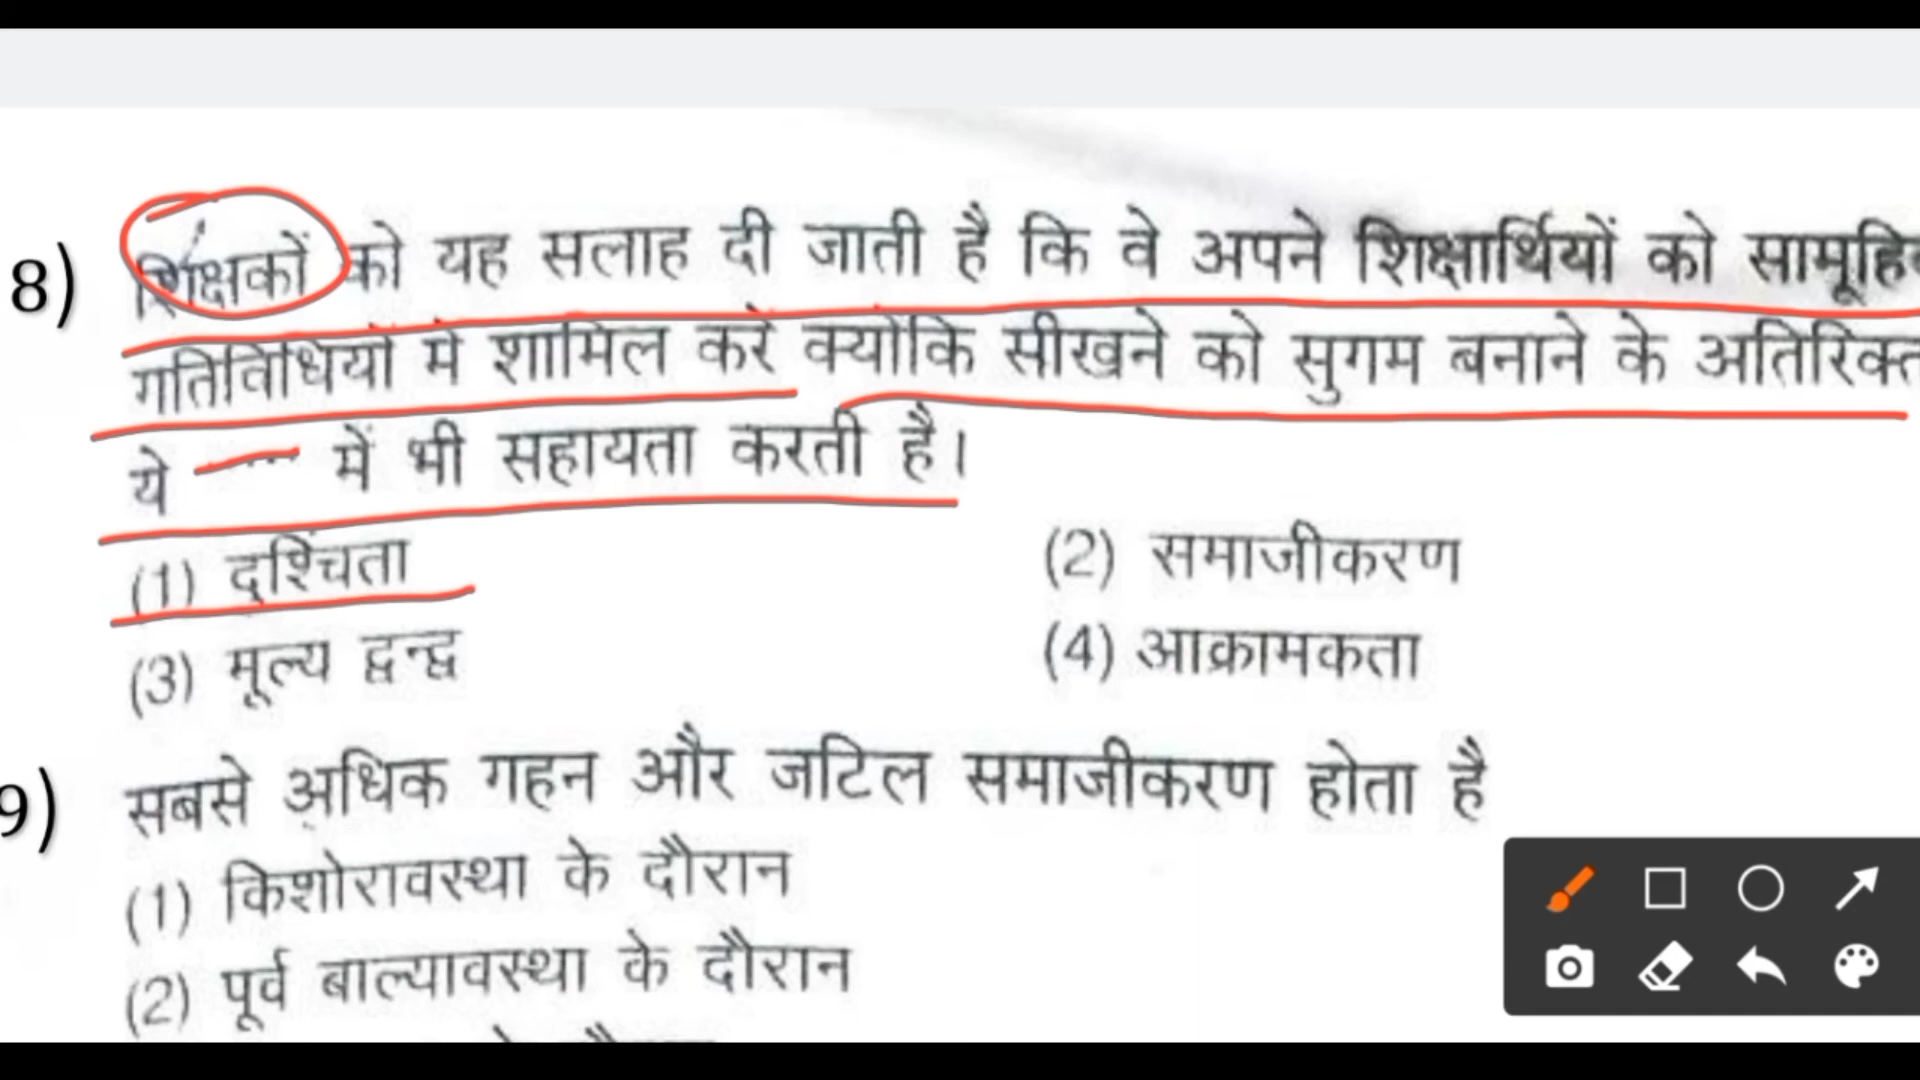 8) शिक्षकों को यह सलाह दी जाती है कि वे अपने शिक्षार्थियों को सामूहि
गतिविधियों में शामिल करें क्योंकि सीखने को सुगम बनाने के अतिरिक्त
ये ---- में भी सहायता करती है।
(1) दुश्चिंता (2) समाजीकरण
(3) मूल्य द्वन्द्व (4) आक्रामकता
9) सबसे अधिक गहन और जटिल समाजीकरण होता है
(1) किशोरावस्था के दौरान
(2) पूर्व बाल्यावस्था के दौरान